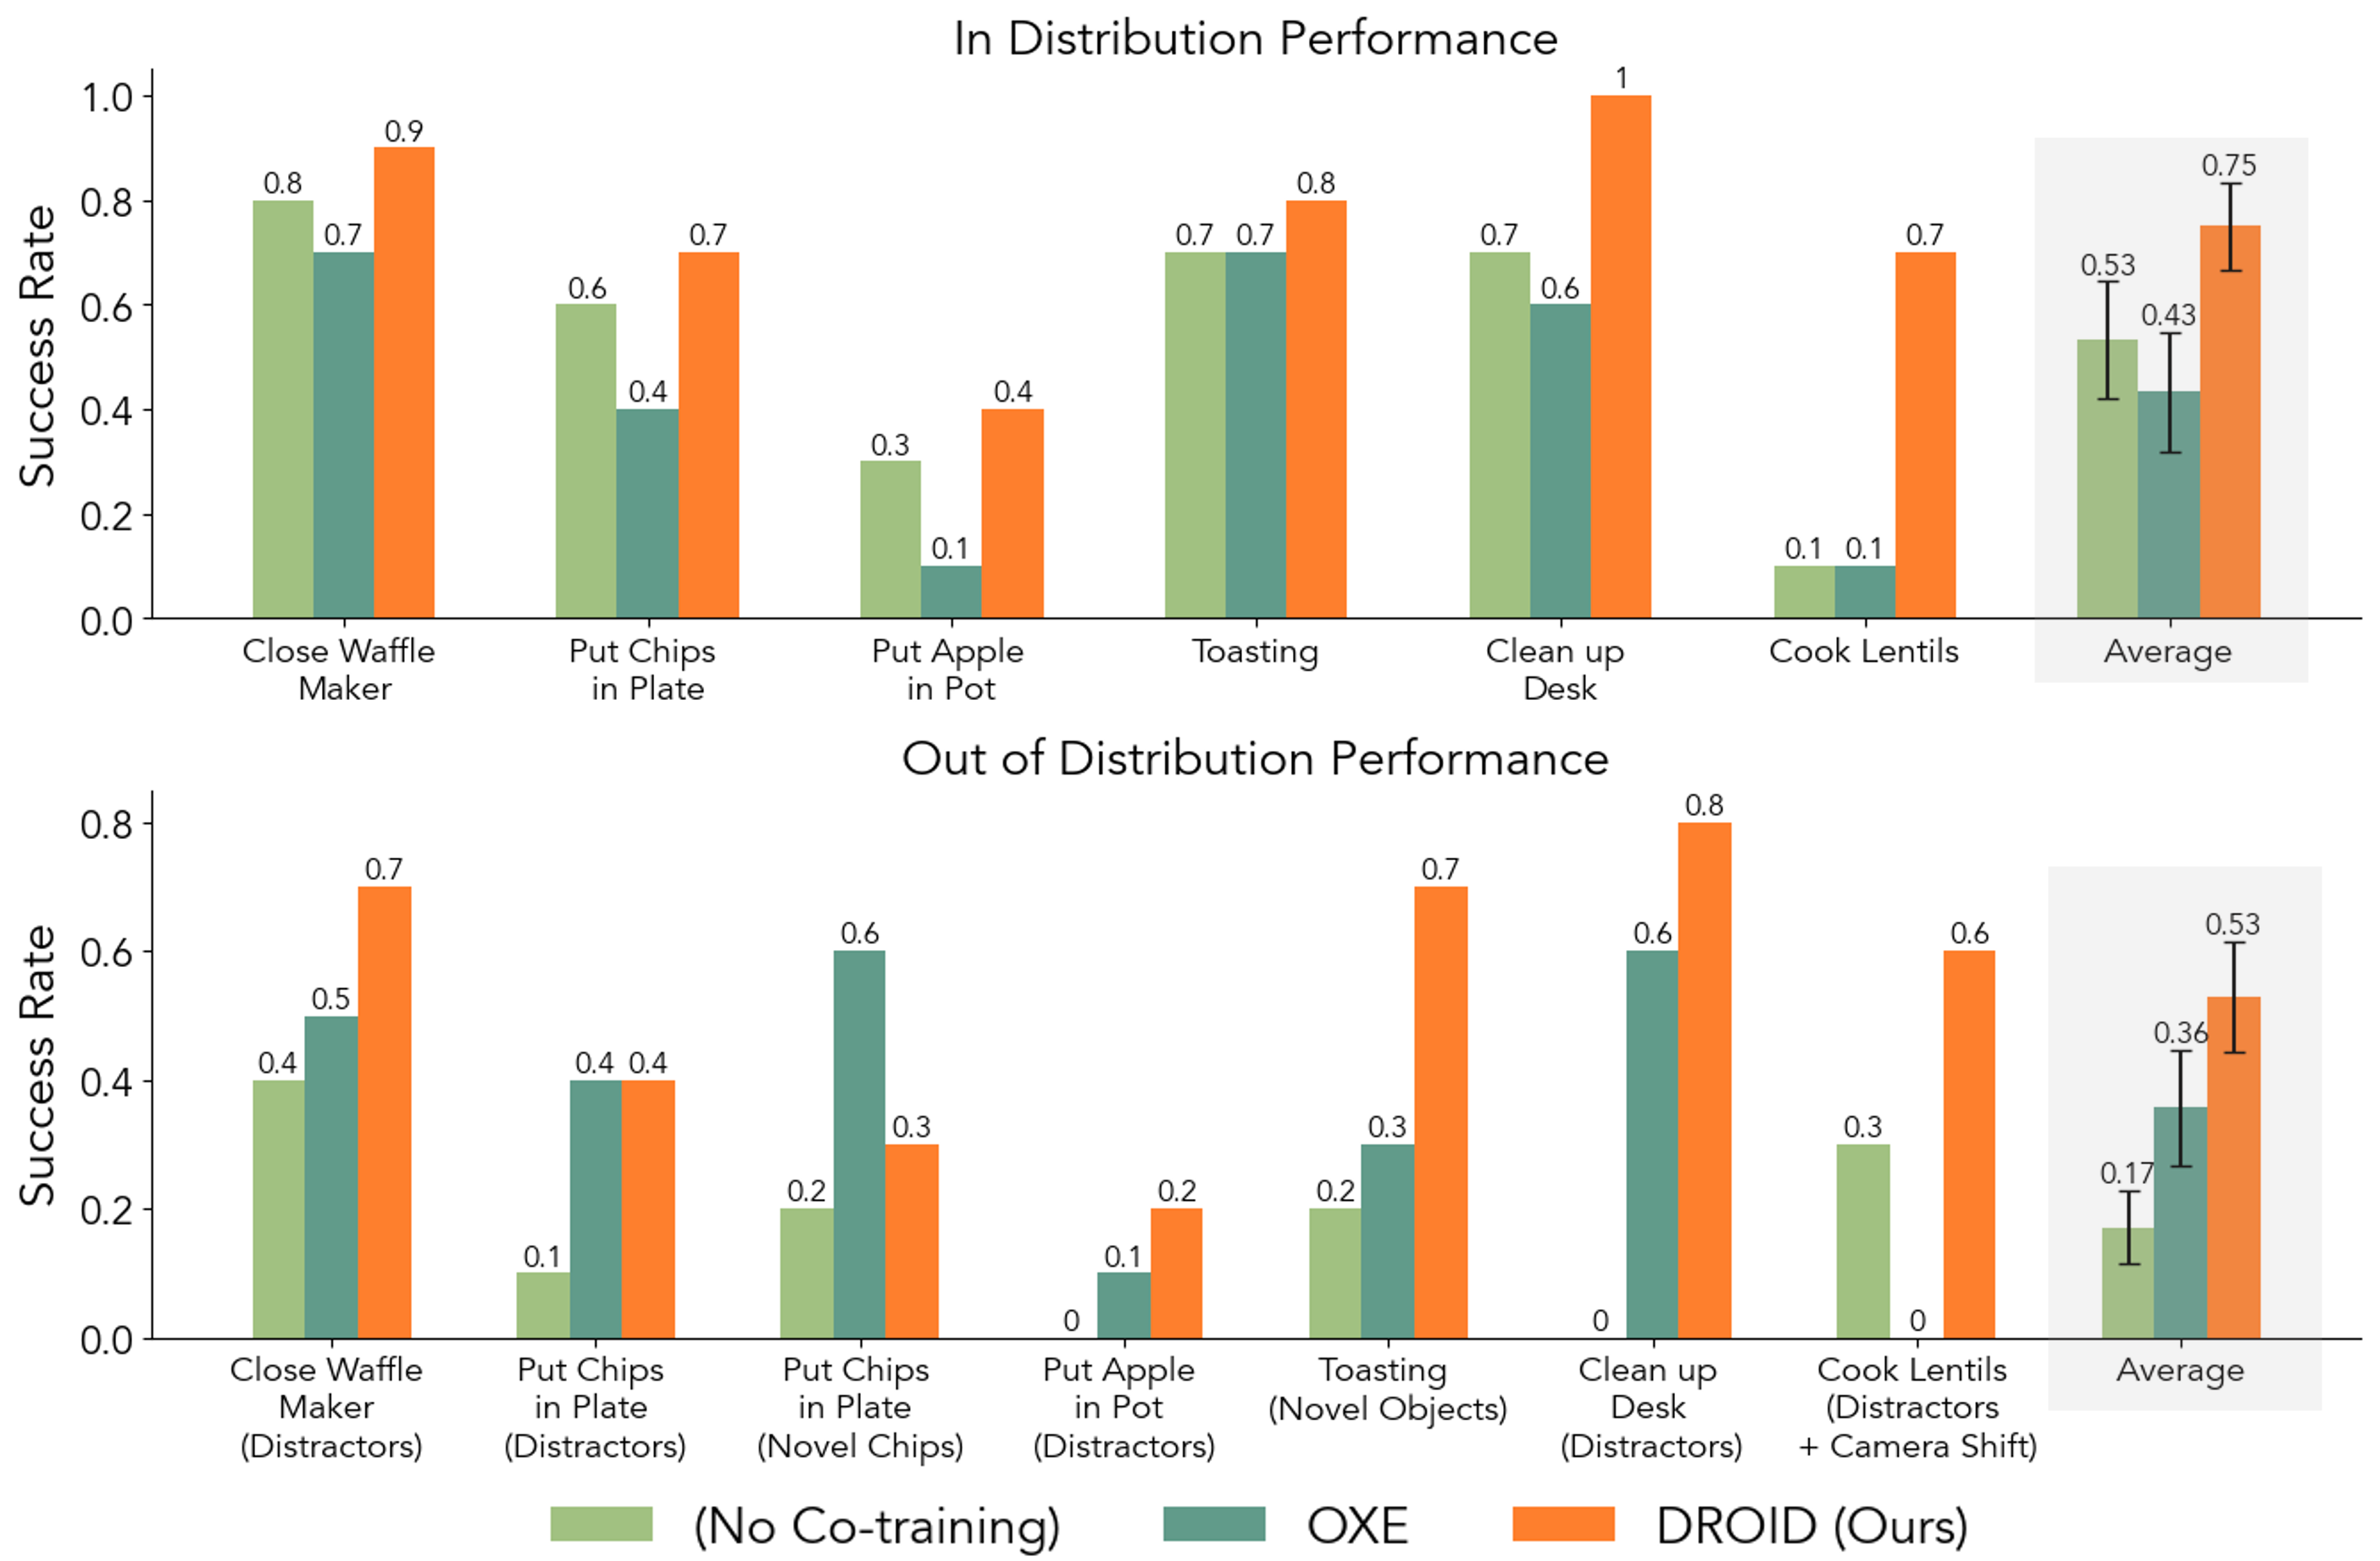 In Distribution Performance
Success Rate
1.0
0.8
0.6
0.4
0.2
0.0
0.8
0.7
0.9
0.6
0.4
0.7
0.3
0.1
0.4
0.7
0.7
0.8
0.7
0.6
1
0.1
0.1
0.7
0.53
0.43
0.75
Close Waffle
Maker
Put Chips
in Plate
Put Apple
in Pot
Toasting
Clean up
Desk
Cook Lentils
Average
Out of Distribution Performance
Success Rate
0.8
0.6
0.4
0.2
0.0
0.4
0.5
0.7
0.1
0.4
0.4
0.2
0.6
0.3
0
0.1
0.2
0.2
0.3
0.7
0
0.6
0.8
0.3
0
0.6
0.17
0.36
0.53
Close Waffle
Maker
(Distractors)
Put Chips
in Plate
(Distractors)
Put Chips
in Plate
(Novel Chips)
Put Apple
in Pot
(Distractors)
Toasting
(Novel Objects)
Clean up
Desk
(Distractors)
Cook Lentils
(Distractors
+ Camera Shift)
Average
(No Co-training)
OXE
DROID (Ours)